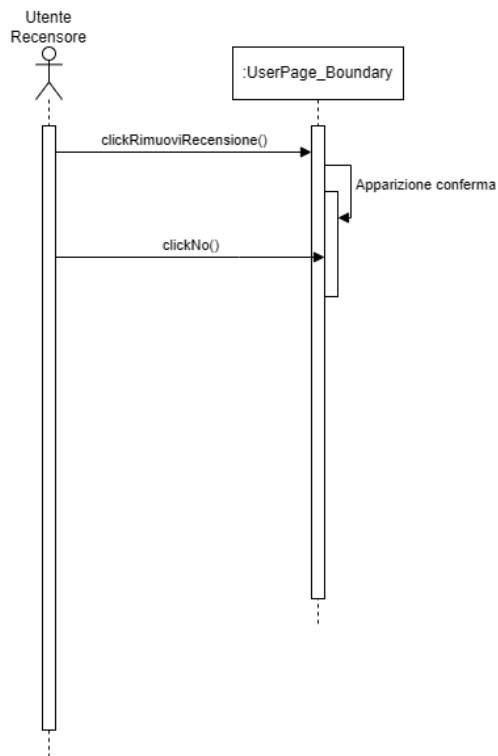 Utente
Recensore
:UserPage_Boundary
clickRimuoviRecensione()
Apparizione conferma
clickNo()